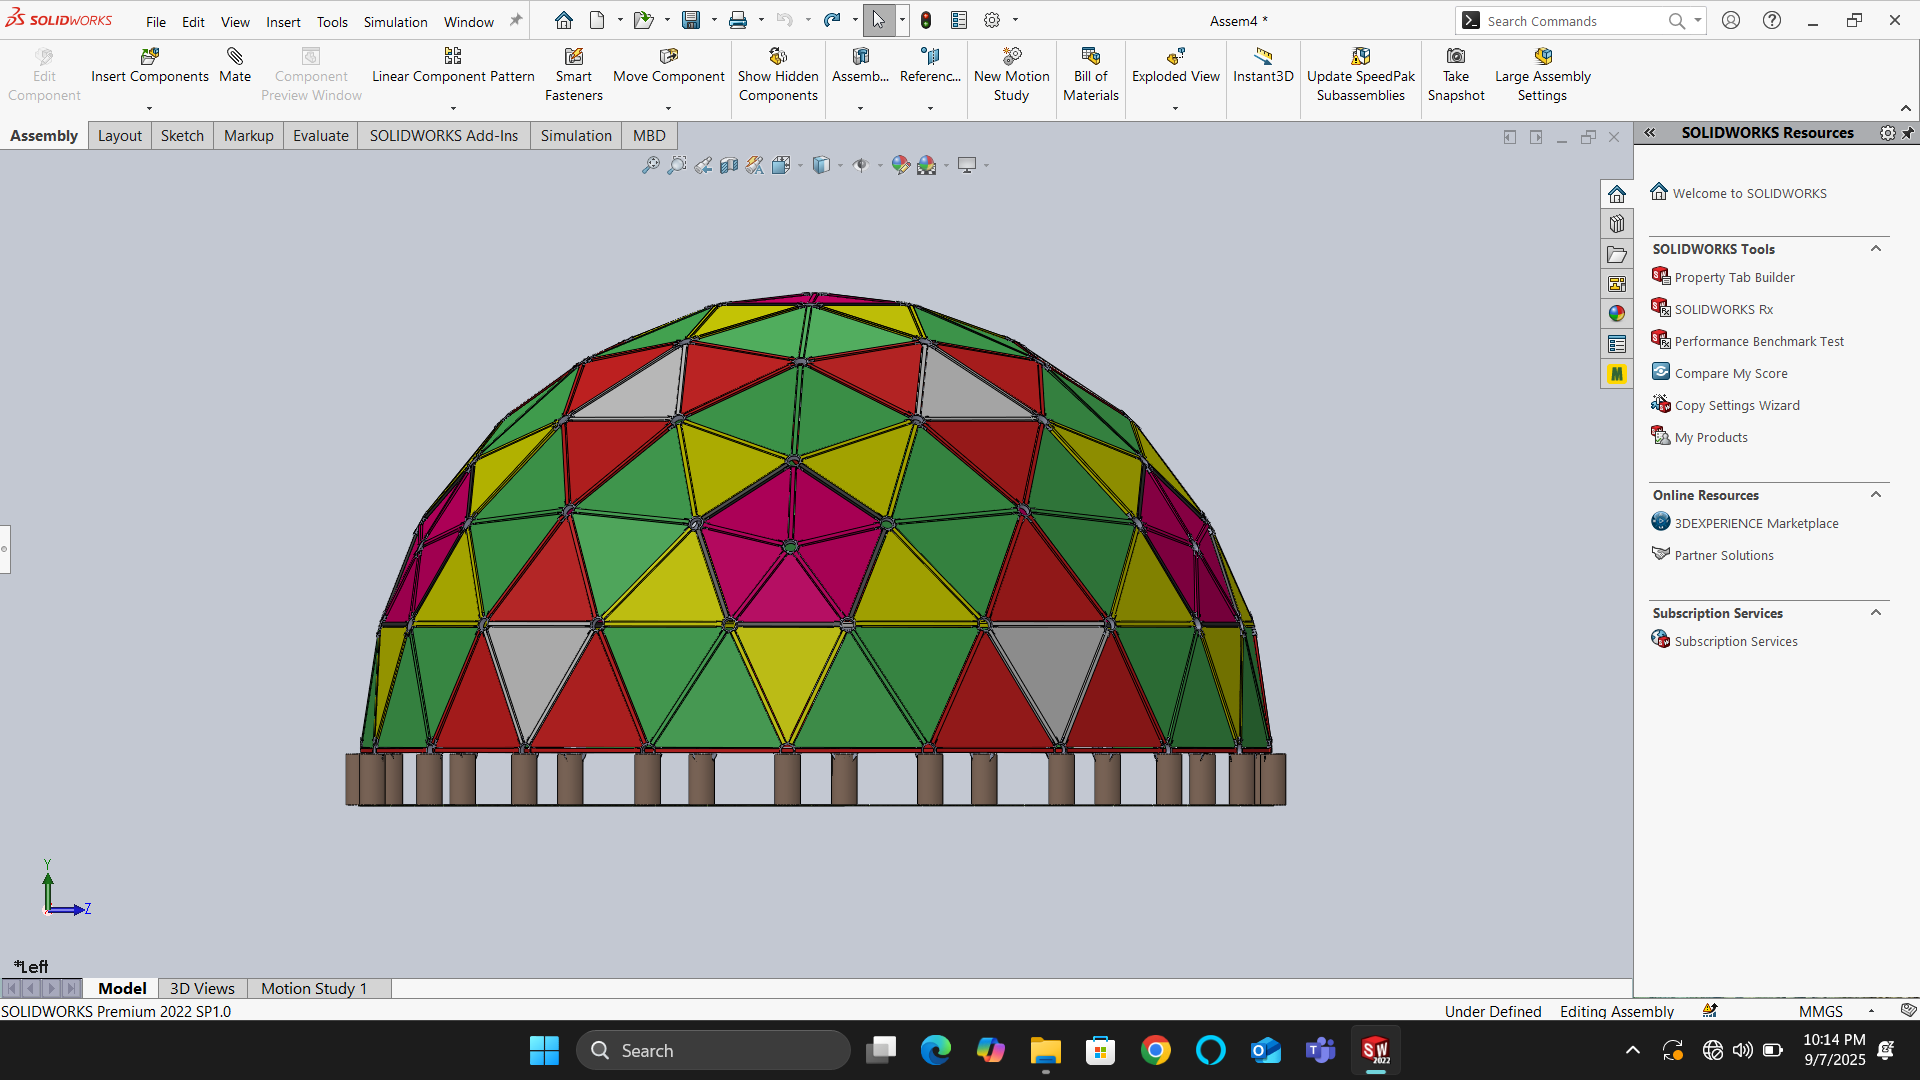 SOLIDWORKS File Edit View Insert Tools Simulation Window Assem4 * Search Commands
Edit Component
Insert Components
Mate
Component Preview Window
Linear Component Pattern
Smart Fasteners
Move Component
Show Hidden Components
Assemb...
Referenc...
New Motion Study
Bill of Materials
Exploded View
Instant3D
Update SpeedPak Subassemblies
Take Snapshot
Large Assembly Settings
Assembly Layout Sketch Markup Evaluate SOLIDWORKS Add-Ins Simulation MBD
SOLIDWORKS Resources
Welcome to SOLIDWORKS
SOLIDWORKS Tools
Property Tab Builder
SOLIDWORKS Rx
Performance Benchmark Test
Compare My Score
Copy Settings Wizard
My Products
Online Resources
3DEXPERIENCE Marketplace
Partner Solutions
Subscription Services
Subscription Services
M
Y
Z
*Left
Model 3D Views Motion Study 1
SOLIDWORKS Premium 2022 SP1.0 Under Defined Editing Assembly MMGS
Search
SW 2022
10:14 PM
9/7/2025